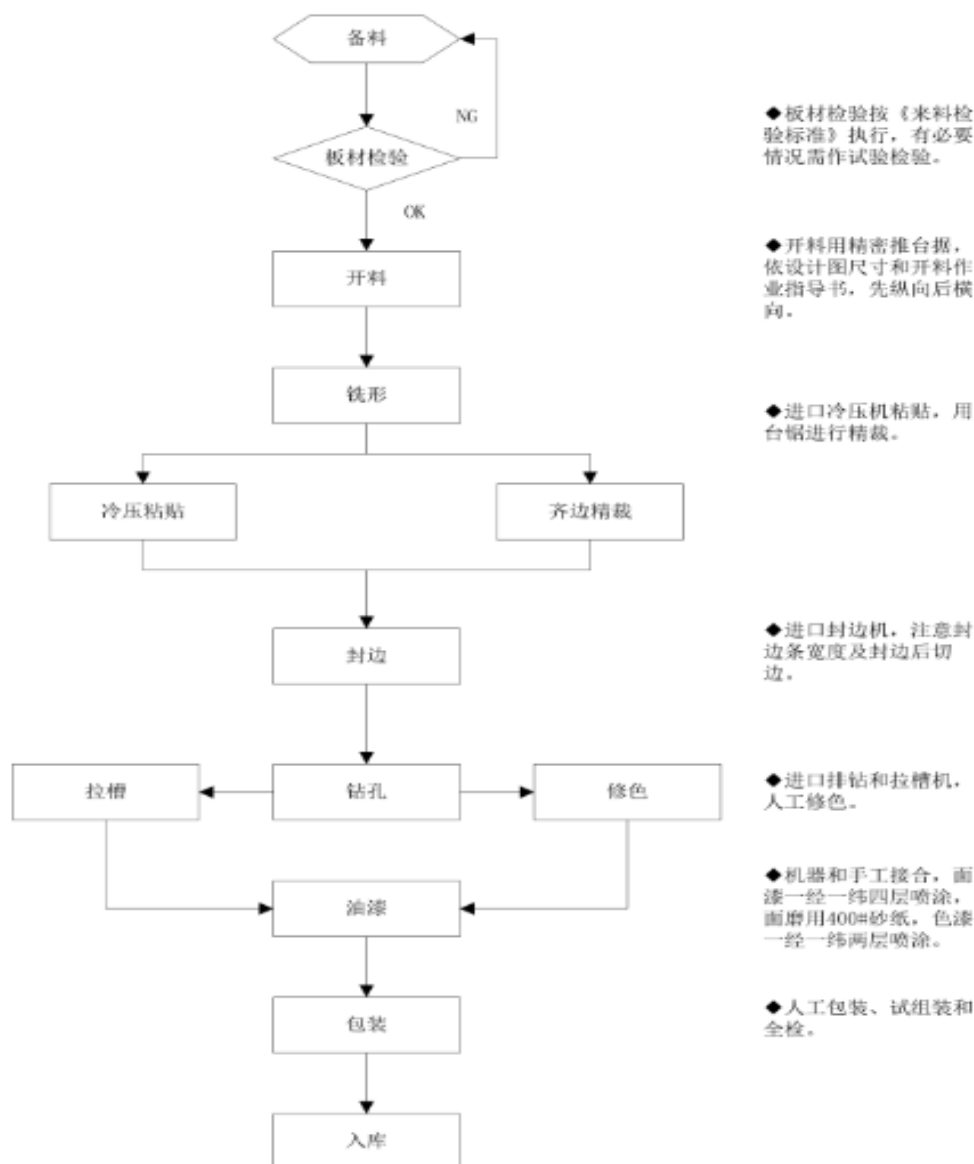 备料
NG
◆板材检验按《来料检
验标准》执行，有必要
情况需作试验检验。
板材检验
OK
◆开料用精密推台据，
依设计图尺寸和开料作
业指导书，先纵向后横
向。
开料
铣形
◆进口冷压机粘贴，用
台锯进行精裁。
冷压粘贴
齐边精裁
◆进口封边机，注意封
边条宽度及封边后切
边。
封边
拉槽
钻孔
修色
◆进口排钻和拉槽机，
人工修色。
◆机器和手工接合，面
漆一经一纬四层喷涂，
面磨用400#砂纸，色漆
一经一纬两层喷涂。
油漆
◆人工包装、试组装和
全检。
包装
入库